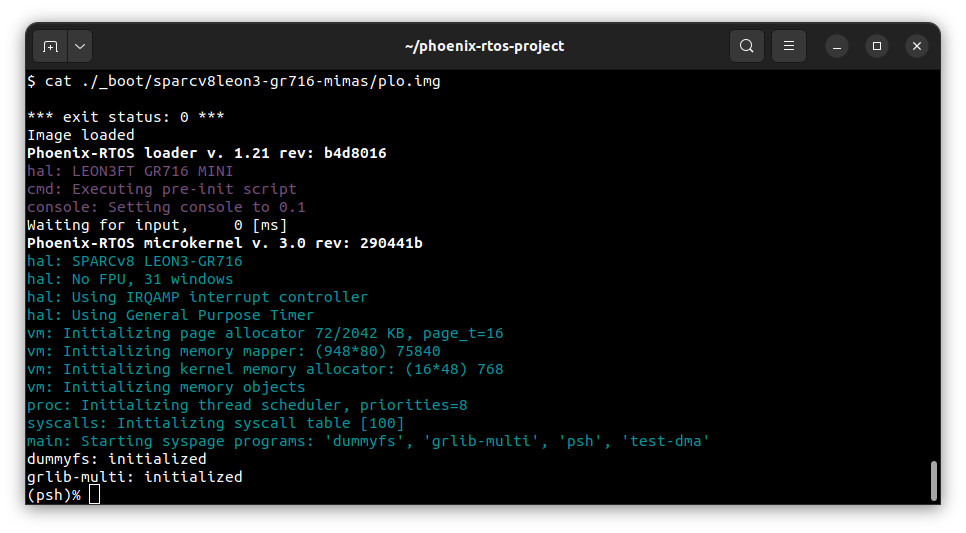 ~/phoenix-rtos-project
$ cat ./_boot/sparcv8leon3-gr716-mimas/plo.img
*** exit status: 0 ***
Image loaded
Phoenix-RTOS loader v. 1.21 rev: b4d8016
hal: LEON3FT GR716 MINI
cmd: Executing pre-init script
console: Setting console to 0.1
Waiting for input,     0 [ms]
Phoenix-RTOS microkernel v. 3.0 rev: 290441b
hal: SPARCv8 LEON3-GR716
hal: No FPU, 31 windows
hal: Using IRQAMP interrupt controller
hal: Using General Purpose Timer
vm: Initializing page allocator 72/2042 KB, page_t=16
vm: Initializing memory mapper: (948*80) 75840
vm: Initializing kernel memory allocator: (16*48) 768
vm: Initializing memory objects
proc: Initializing thread scheduler, priorities=8
syscalls: Initializing syscall table [100]
main: Starting syspage programs: 'dummyfs', 'grlib-multi', 'psh', 'test-dma'
dummyfs: initialized
grlib-multi: initialized
(psh)%